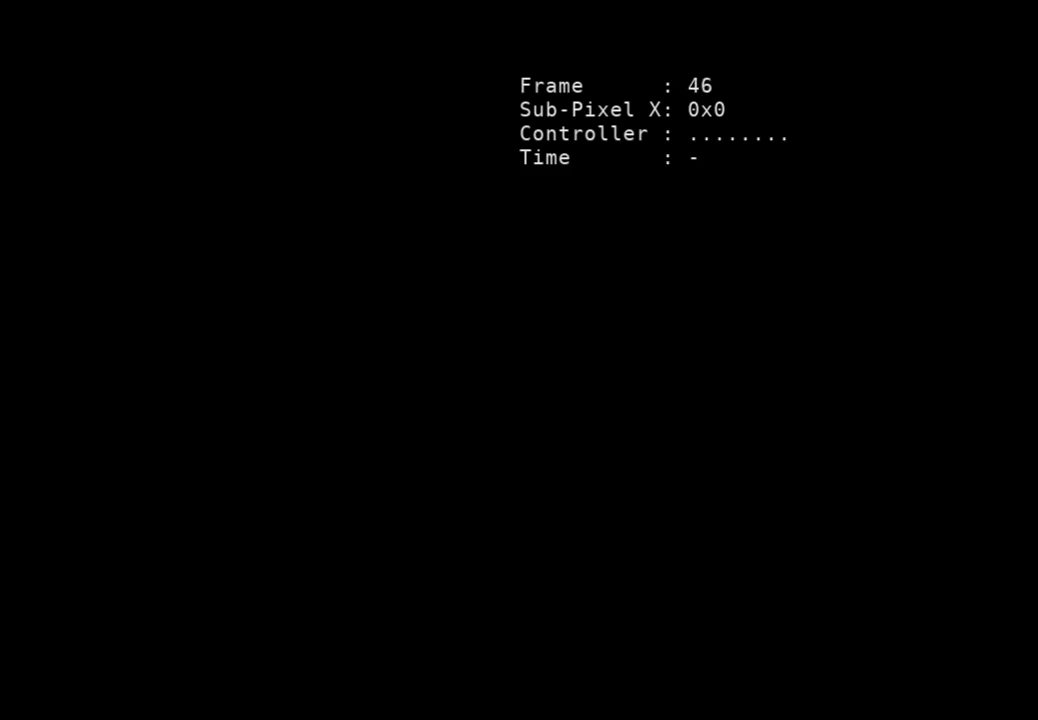 Frame      : 46
Sub-Pixel X: 0x0
Controller : ........
Time       : -